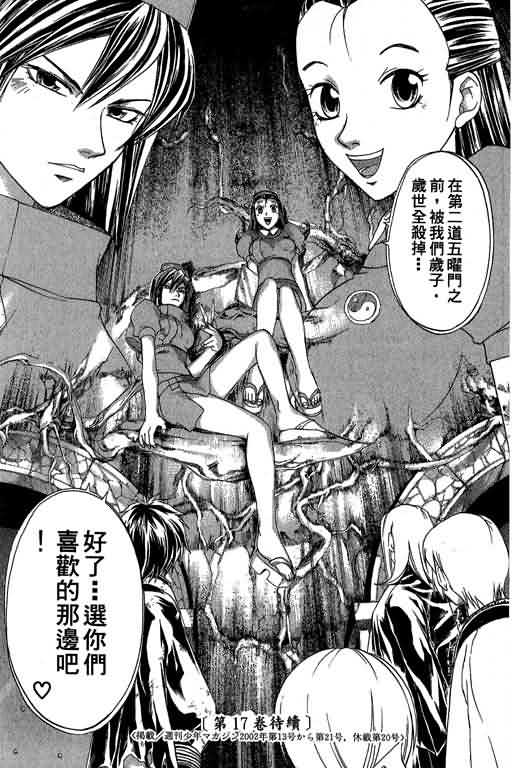 在第二道五曜門之
前，被我們歲子．
歲世全殺掉…
好了…選你們
喜歡的那邊吧
！♡
〔第17卷待續〕
〈掲載／週刊少年マガジン2002年第13号から第21号，休載第20号〉